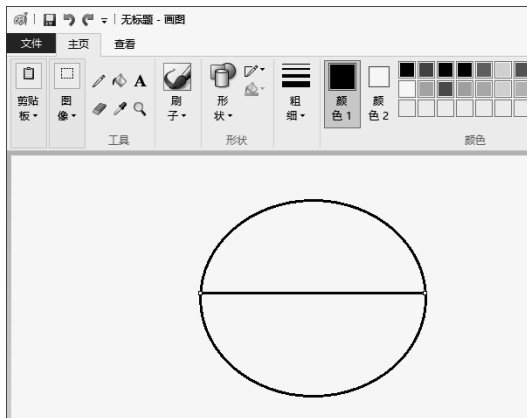 无标题 - 画图
文件 主页 查看
剪贴板
图像
工具
刷子
形状
形状
粗细
颜色 1
颜色 2
颜色